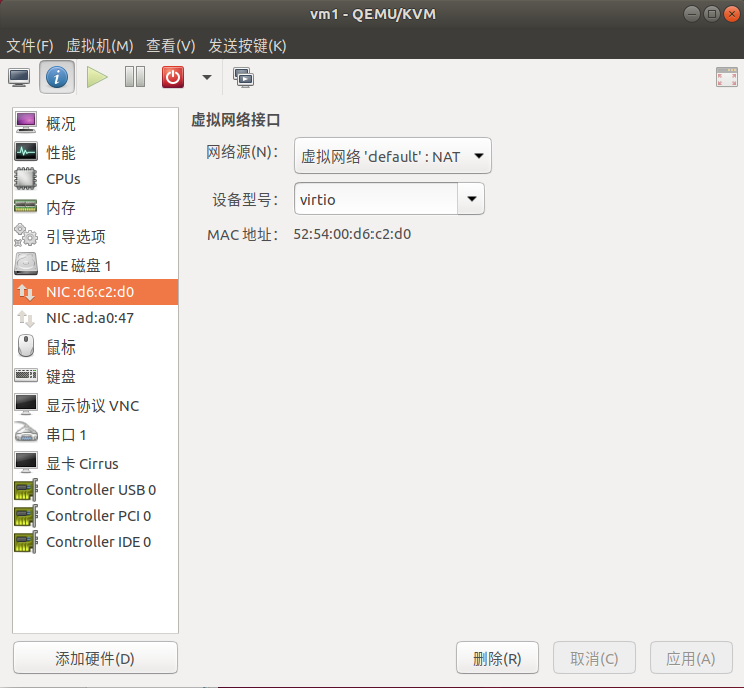 vm1 - QEMU/KVM
文件(F) 虚拟机(M) 查看(V) 发送按键(K)
概况
性能
CPUs
内存
引导选项
IDE 磁盘 1
NIC :d6:c2:d0
NIC :ad:a0:47
鼠标
键盘
显示协议 VNC
串口 1
显卡 Cirrus
Controller USB 0
Controller PCI 0
Controller IDE 0
添加硬件(D)
虚拟网络接口
网络源(N): 虚拟网络 'default' : NAT
设备型号: virtio
MAC 地址: 52:54:00:d6:c2:d0
删除(R) 取消(C) 应用(A)